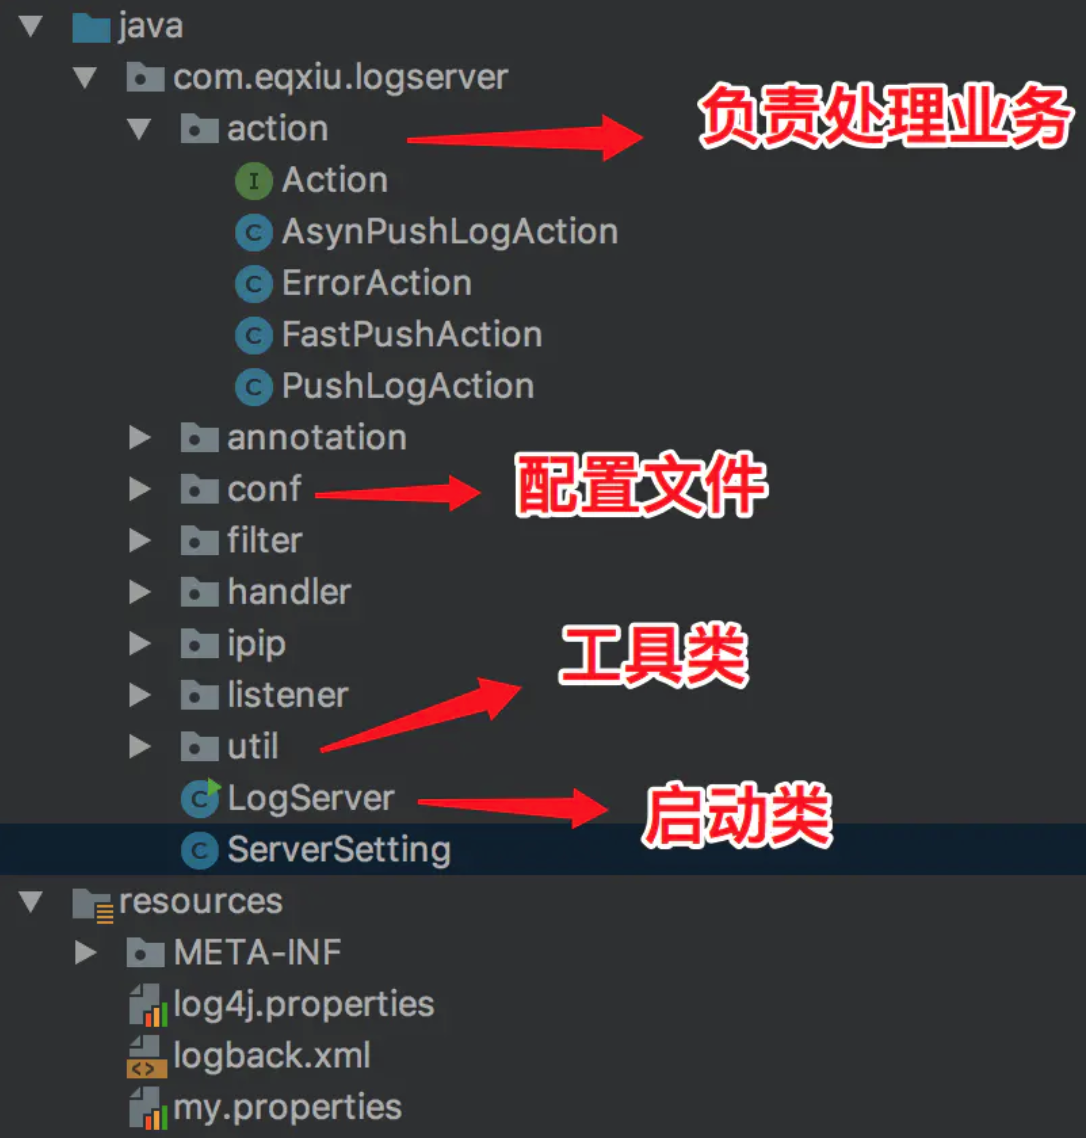 java
com.eqxiu.logserver
action
负责处理业务
I Action
C AsynPushLogAction
C ErrorAction
C FastPushAction
C PushLogAction
annotation
conf
配置文件
filter
handler
ipip
工具类
listener
util
C LogServer
启动类
C ServerSetting
resources
META-INF
log4j.properties
<> logback.xml
my.properties